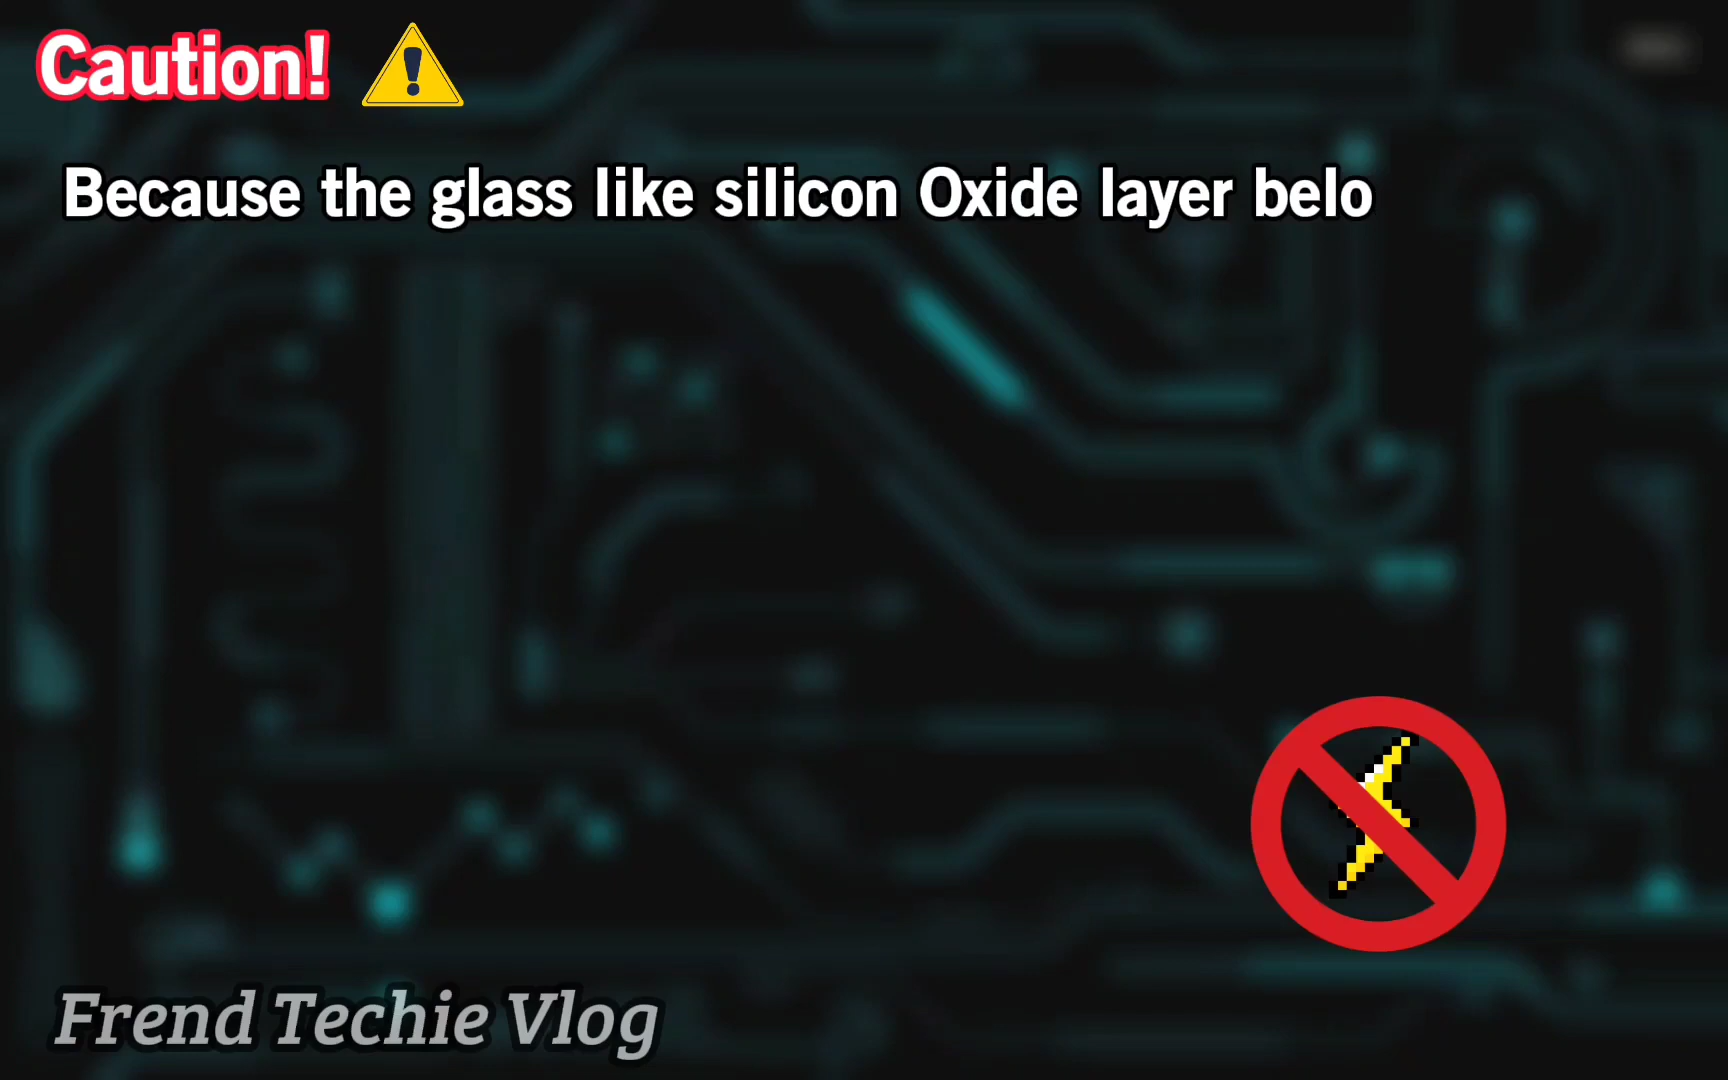 Caution!
Because the glass like silicon Oxide layer belo
Frend Techie Vlog